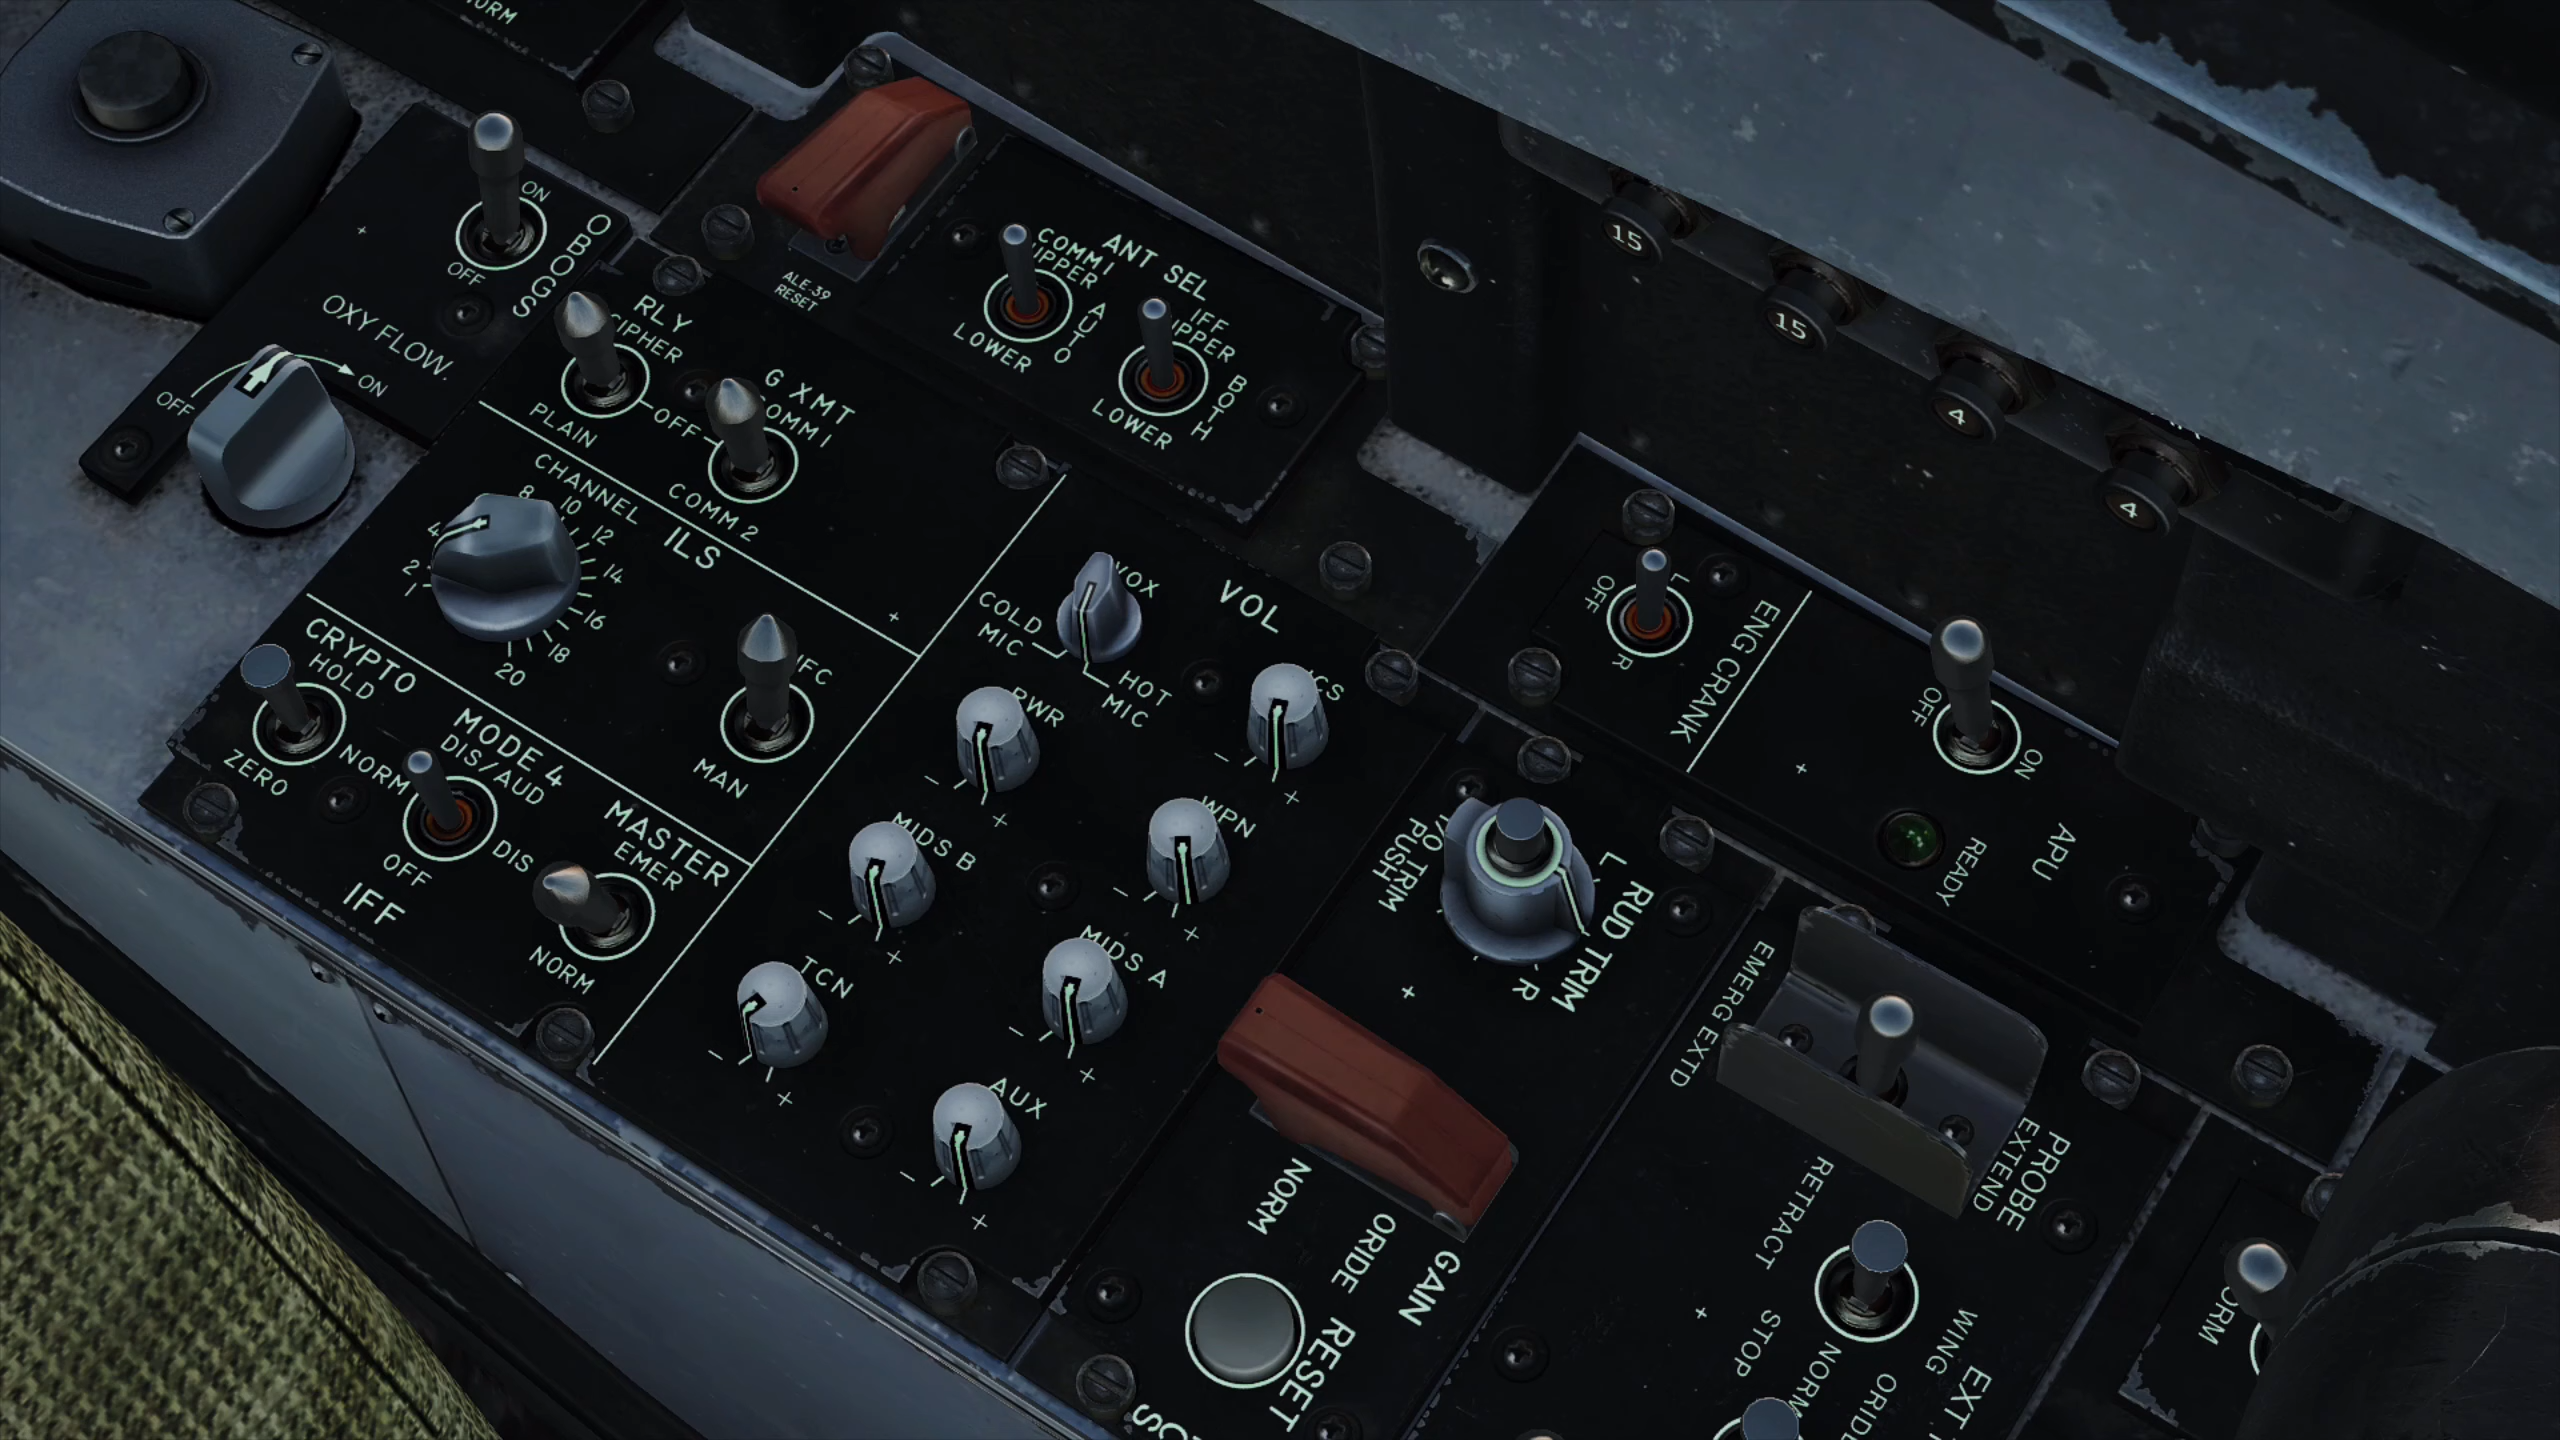 ON
OFF
OBOGS
OXY FLOW.
OFF
ON
ALE-39
RESET
ANT SEL
COMM 1
UPPER
AUTO
LOWER
IFF
UPPER
BOTH
LOWER
RLY
CIPHER
PLAIN
OFF
G XMT
COMM 1
COMM 2
CHANNEL
ILS
2
4
8
10
12
14
16
18
20
UFC
MAN
CRYPTO
HOLD
NORM
ZERO
MODE 4
DIS/AUD
DIS
OFF
MASTER
EMER
NORM
IFF
VOL
VOX
COLD
MIC
HOT
MIC
ICS
- +
RWR
- +
WPN
- +
MIDS B
- +
MIDS A
- +
TCN
- +
AUX
- +
15
15
4
4
ENG CRANK
L
OFF
R
APU
OFF
ON
READY
RUD TRIM
L
R
T/O TRIM
PUSH
GAIN
NORM
ORIDE
RESET
PROBE
EXTEND
RETRACT
EMERG EXTD
STOP
NORM
ORIDE
WING
EXT